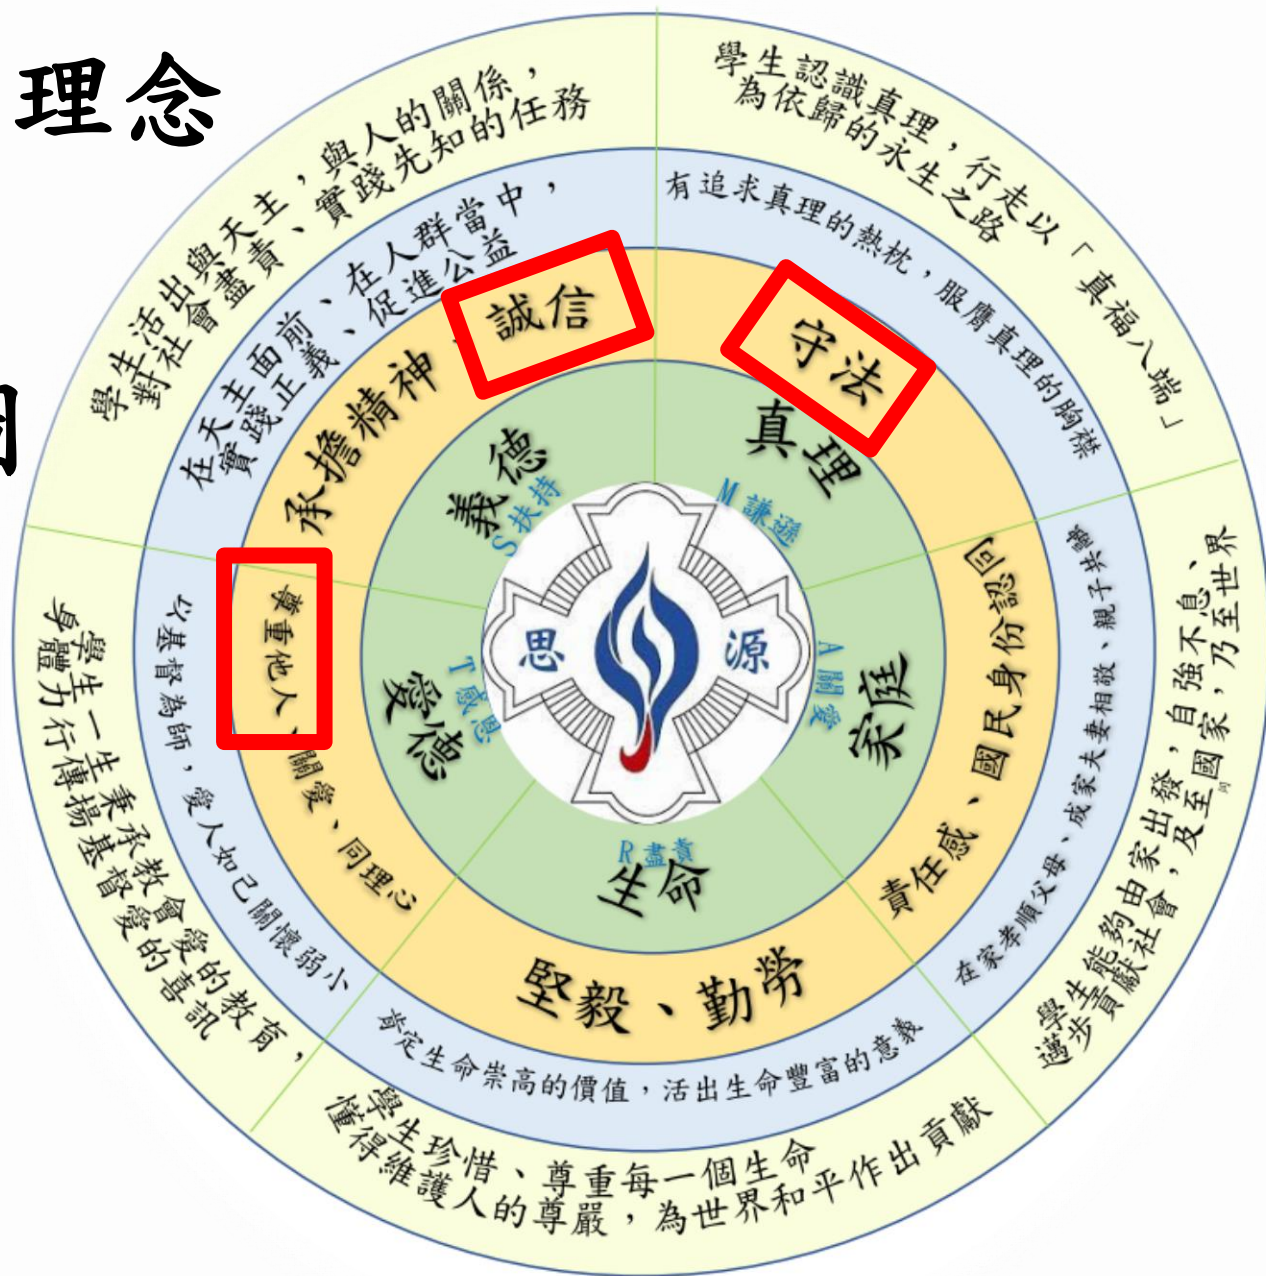 理念
學生認識真理，行走以「真福八端」
為依歸的永生之路
有追求真理的熱枕，服膺真理的胸襟
守法
真理
M謙遜
學生能夠由家出發，自強不息、
邁步貢獻社會，及至國家，乃至世界
在家孝順父母、成家夫妻相敬、親子共融
責任感、國民身份認同
家庭
A關愛
學生珍惜、尊重每一個生命
懂得維護人的尊嚴，為世界和平作出貢獻
肯定生命崇高的價值，活出生命豐富的意義
堅毅、勤勞
生命
R盡責
學生一生秉承教會愛的教育，
身體力行傳揚基督愛的喜訊
以基督為師，愛人如己關懷弱小
尊重他人、關愛、同理心
愛德
T感恩
學生活出與天主，與人的關係，
對社會盡責、實踐先知的任務
在天主面前、在人群當中，
實踐正義、促進公益
承擔精神、誠信
義德
S扶持
思源